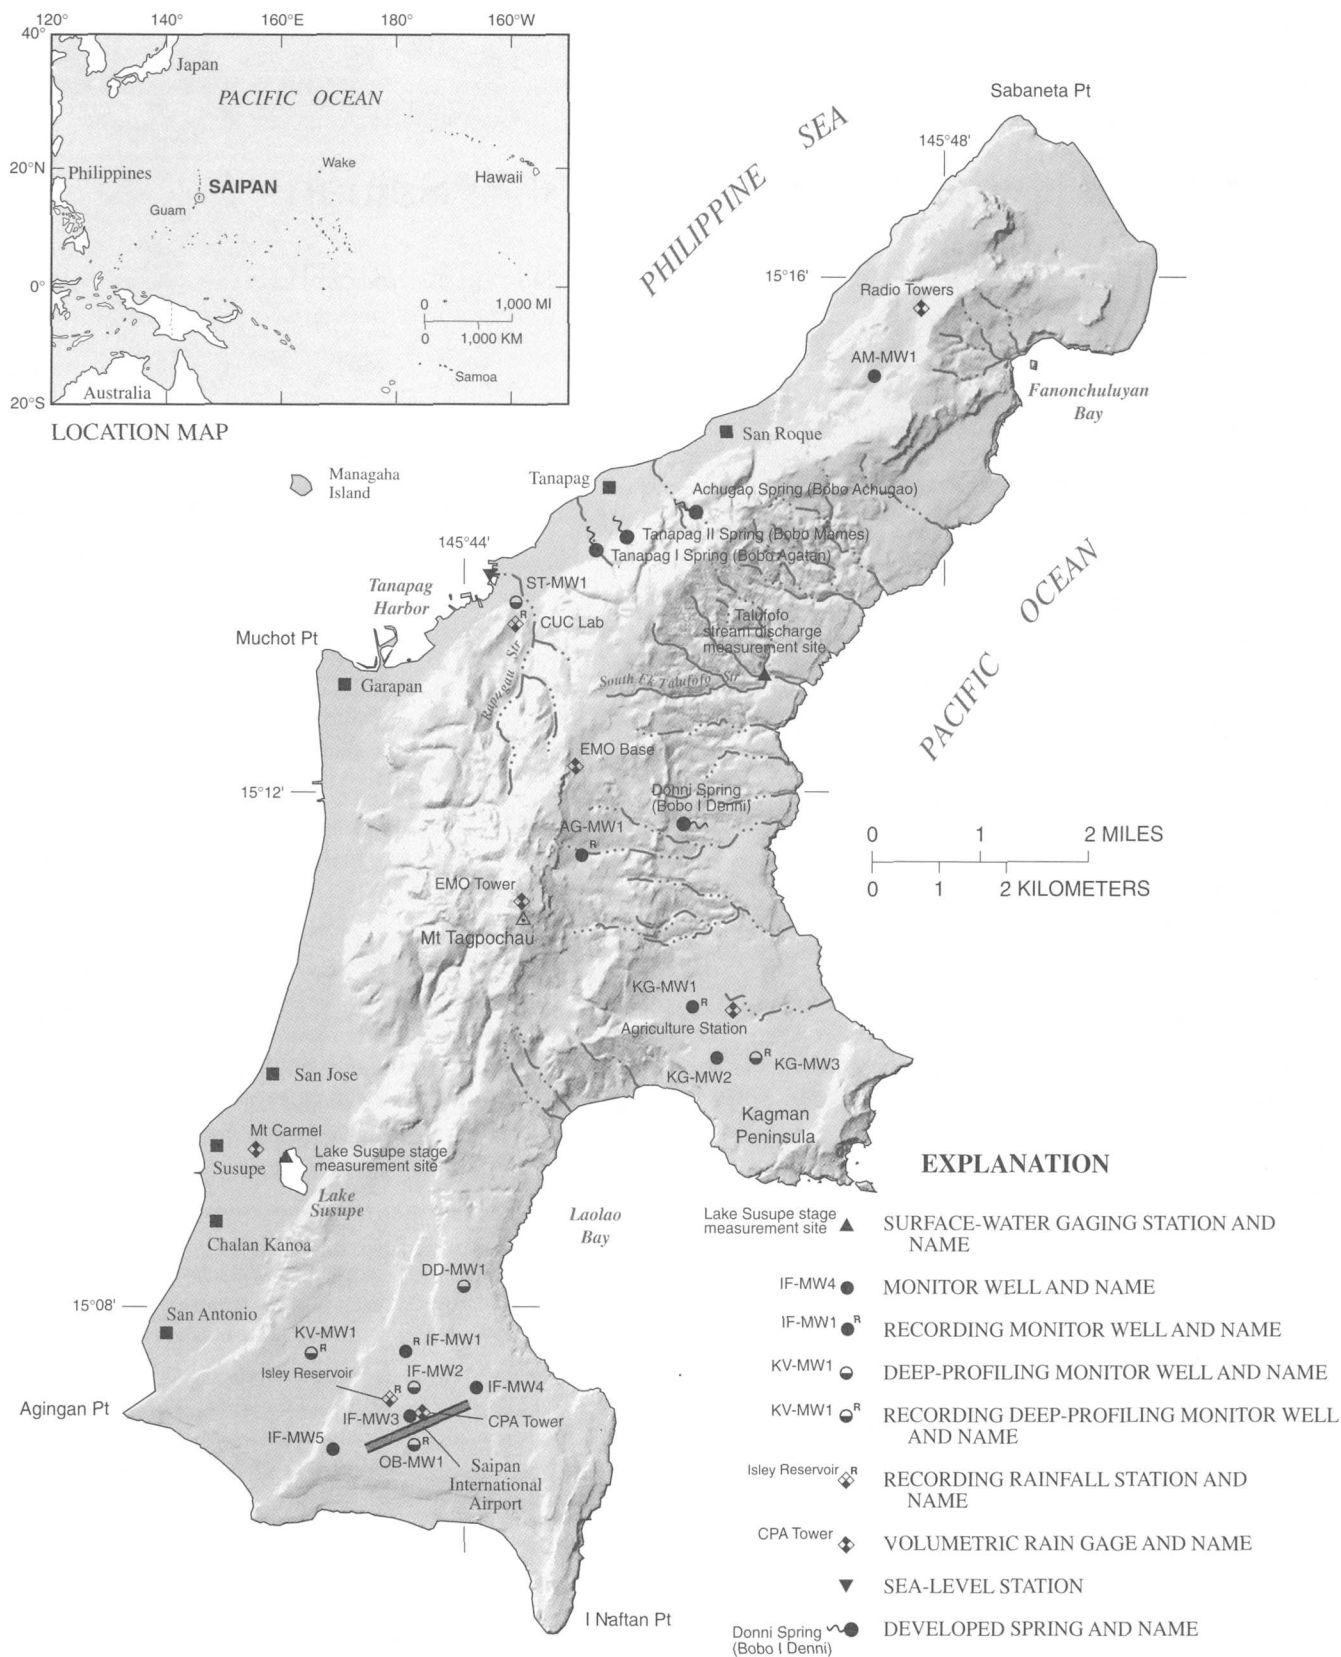 120°
140°
160°E
180°
160°W
40°
Japan
PACIFIC OCEAN
20°N
Philippines
Wake
Hawaii
SAIPAN
Guam
0°
0
1,000 MI
0
1,000 KM
Samoa
Australia
20°S
LOCATION MAP
Sabaneta Pt
PHILIPPINE SEA
145°48'
15°16'
Radio Towers
AM-MW1
Fanonchuluyan
Bay
San Roque
Managaha
Island
Tanapag
Achugao Spring (Bobo Achugao)
Tanapag II Spring (Bobo Mames)
Tanapag I Spring (Bobo Agatan)
145°44'
Tanapag
Harbor
ST-MW1
R
CUC Lab
PACIFIC OCEAN
Talufofo
stream discharge
measurement site
Muchot Pt
Rapugau Str
South Fk Talufofo Str
Garapan
EMO Base
15°12'
Donni Spring
(Bobo I Denni)
AG-MW1
R
0
1
2 MILES
0
1
2 KILOMETERS
EMO Tower
Mt Tagpochau
KG-MW1
R
Agriculture Station
R
KG-MW2
KG-MW3
San Jose
Kagman
Peninsula
Mt Carmel
Susupe
Lake Susupe stage
measurement site
Lake
Susupe
Laolao
Bay
Chalan Kanoa
DD-MW1
15°08'
San Antonio
KV-MW1
R
R
IF-MW1
Isley Reservoir
R
IF-MW2
IF-MW4
Agingan Pt
IF-MW3
CPA Tower
IF-MW5
R
OB-MW1
Saipan
International
Airport
I Naftan Pt
EXPLANATION
Lake Susupe stage
measurement site
SURFACE-WATER GAGING STATION AND
NAME
IF-MW4
MONITOR WELL AND NAME
IF-MW1
R
RECORDING MONITOR WELL AND NAME
KV-MW1
DEEP-PROFILING MONITOR WELL AND NAME
KV-MW1
R
RECORDING DEEP-PROFILING MONITOR WELL
AND NAME
Isley Reservoir
R
RECORDING RAINFALL STATION AND
NAME
CPA Tower
VOLUMETRIC RAIN GAGE AND NAME
SEA-LEVEL STATION
Donni Spring
(Bobo I Denni)
DEVELOPED SPRING AND NAME